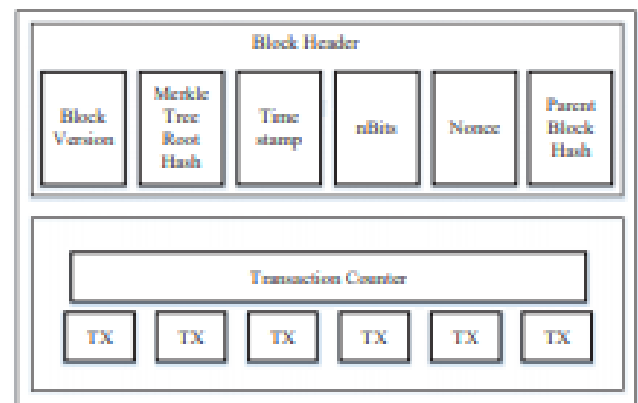 Block Header
Block
Version
Merkle
Tree
Root
Hash
Time
stamp
nBits
Nonce
Parent
Block
Hash
Transaction Counter
TX
TX
TX
TX
TX
TX